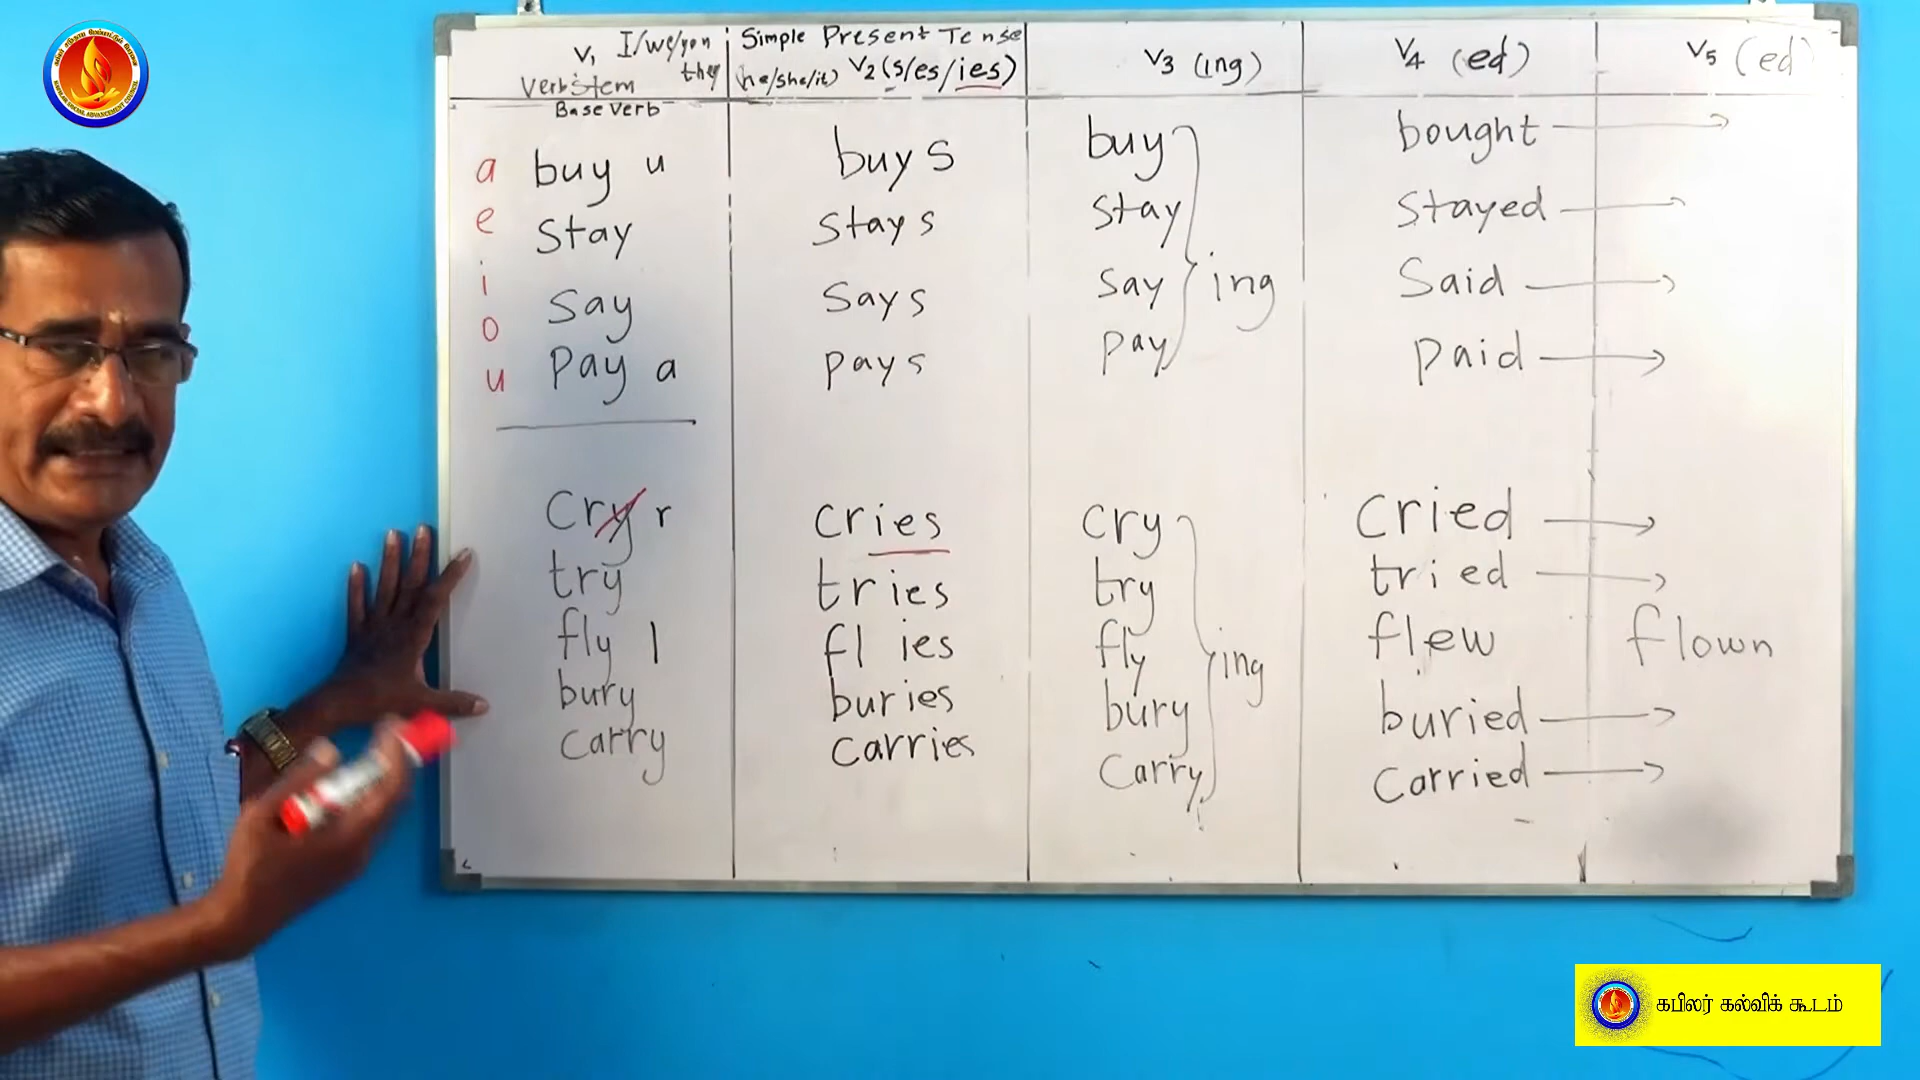 V1 I/we/you they
Verb stem
Base Verb
Simple Present Tense
(he/she/it) V2 (s/es/ies)
V3 (ing)
V4 (ed)
V5 (ed)
a
e
i
o
u
buy u
buys
buy
bought
stay
stays
stay
stayed
say
says
say
said
pay a
pays
pay
paid
ing
cry r
cries
cry
cried
try
tries
try
tried
fly l
flies
fly
flew
flown
bury
buries
bury
buried
carry
carries
carry
carried
ing
கபிலர் கல்விக் கூடம்